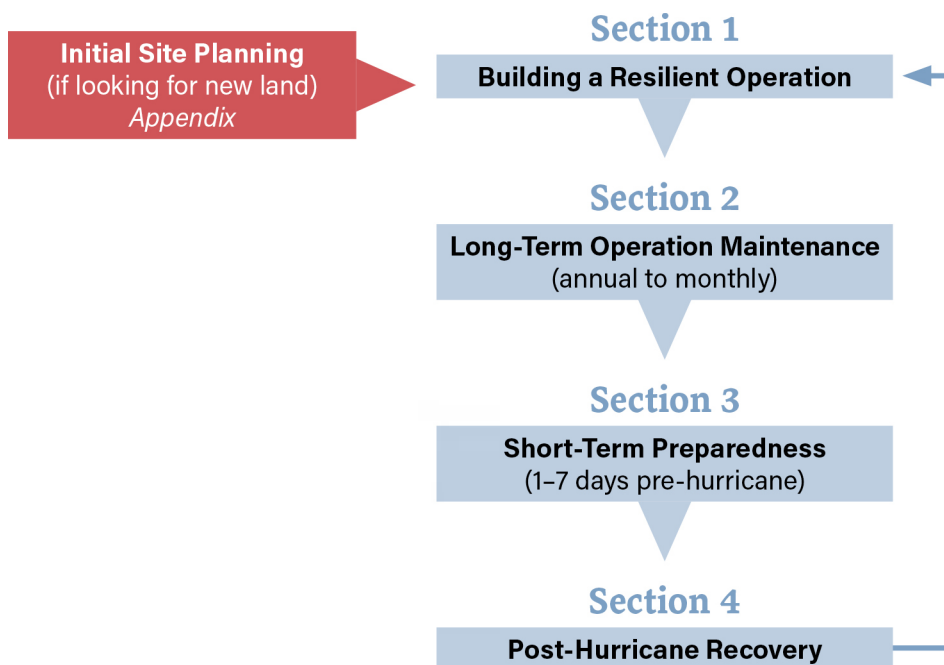 Initial Site Planning
(if looking for new land)
Appendix
Section 1
Building a Resilient Operation
Section 2
Long-Term Operation Maintenance
(annual to monthly)
Section 3
Short-Term Preparedness
(1–7 days pre-hurricane)
Section 4
Post-Hurricane Recovery